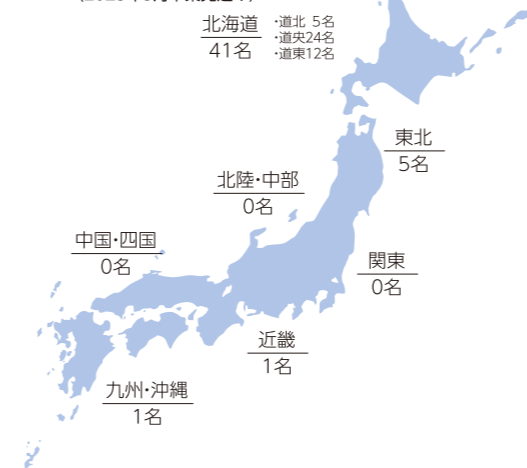 北海道
41名
・道北 5名
・道央24名
・道東12名
東北
5名
北陸・中部
0名
中国・四国
0名
関東
0名
近畿
1名
九州・沖縄
1名